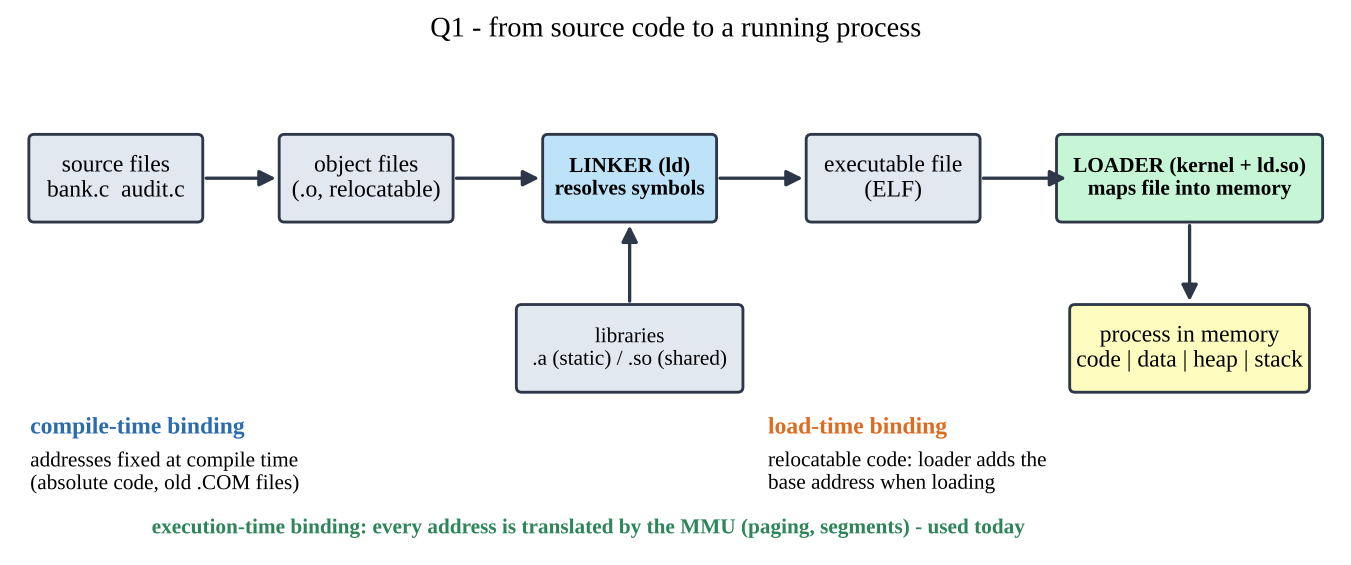 Q1 - from source code to a running process
source files
bank.c  audit.c
object files
(.o, relocatable)
LINKER (ld)
resolves symbols
executable file
(ELF)
LOADER (kernel + ld.so)
maps file into memory
libraries
.a (static) / .so (shared)
process in memory
code | data | heap | stack
compile-time binding
addresses fixed at compile time
(absolute code, old .COM files)
load-time binding
relocatable code: loader adds the
base address when loading
execution-time binding: every address is translated by the MMU (paging, segments) - used today